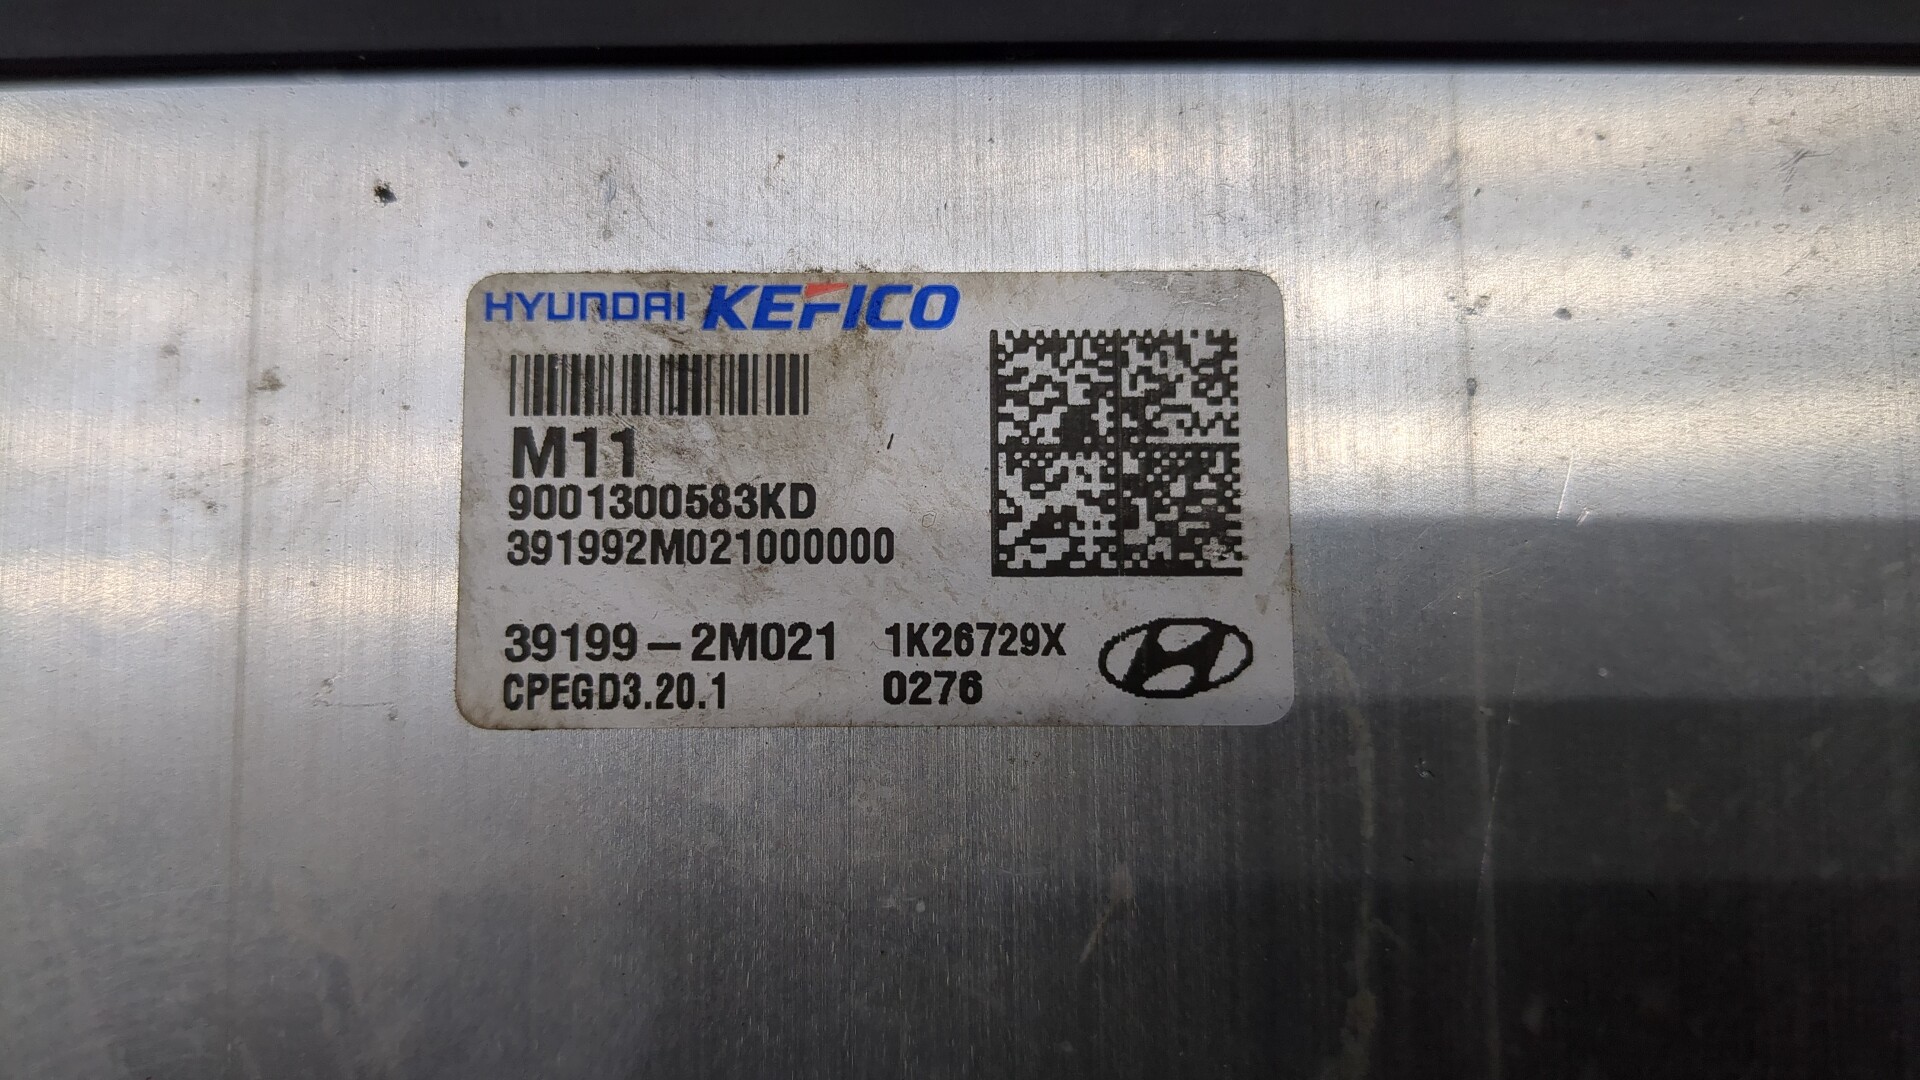 HYUNDAI KEFICO
M11
9001300583KD
391992M021000000
39199-2M021 1K26729X
CPEGD3.20.1 0276